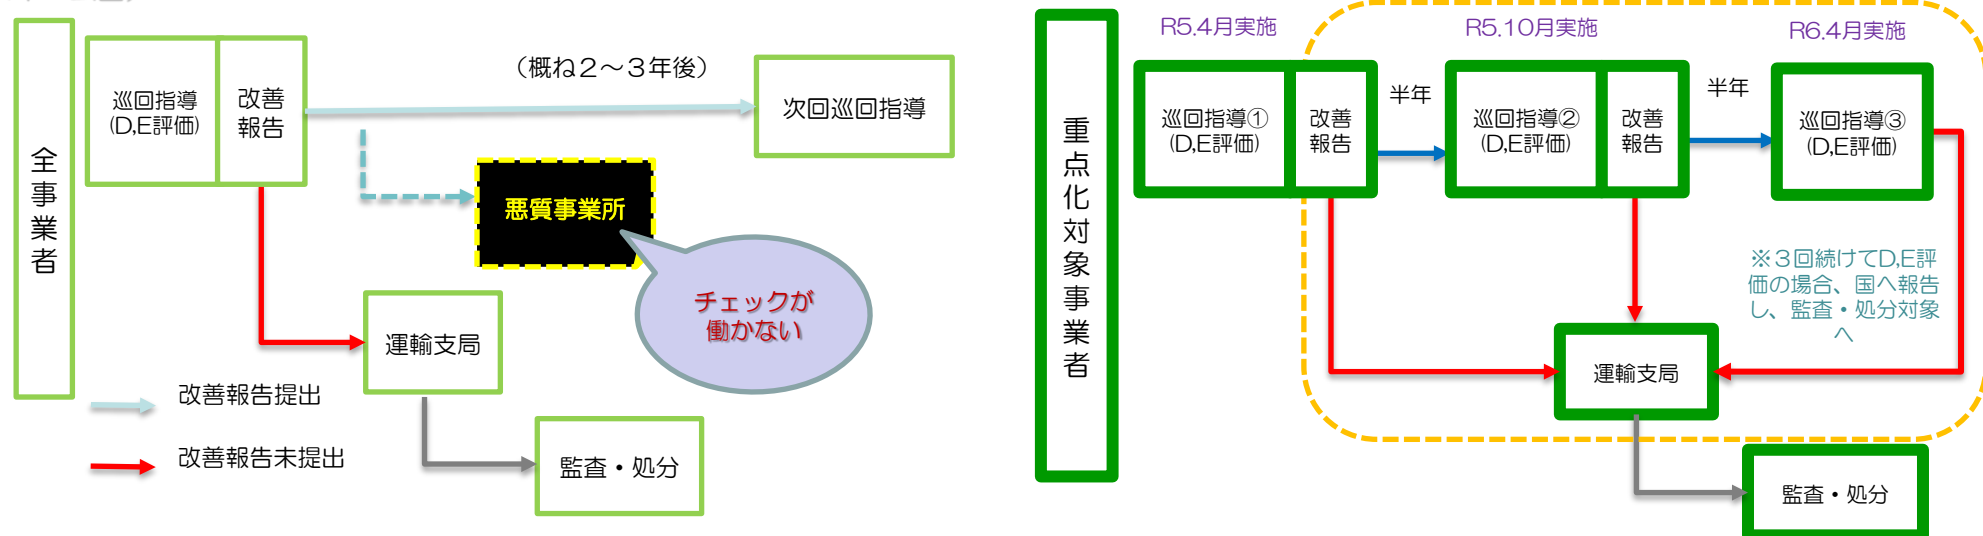 全事業者
巡回指導
(D,E評価)
改善
報告
（概ね２～３年後）
次回巡回指導
悪質事業所
チェックが
働かない
運輸支局
監査・処分
改善報告提出
改善報告未提出
重点化対象事業者
R5.4月実施
R5.10月実施
R6.4月実施
巡回指導①
(D,E評価)
改善
報告
半年
巡回指導②
(D,E評価)
改善
報告
半年
巡回指導③
(D,E評価)
※３回続けてD,E評
価の場合、国へ報告
し、監査・処分対象
へ
運輸支局
監査・処分